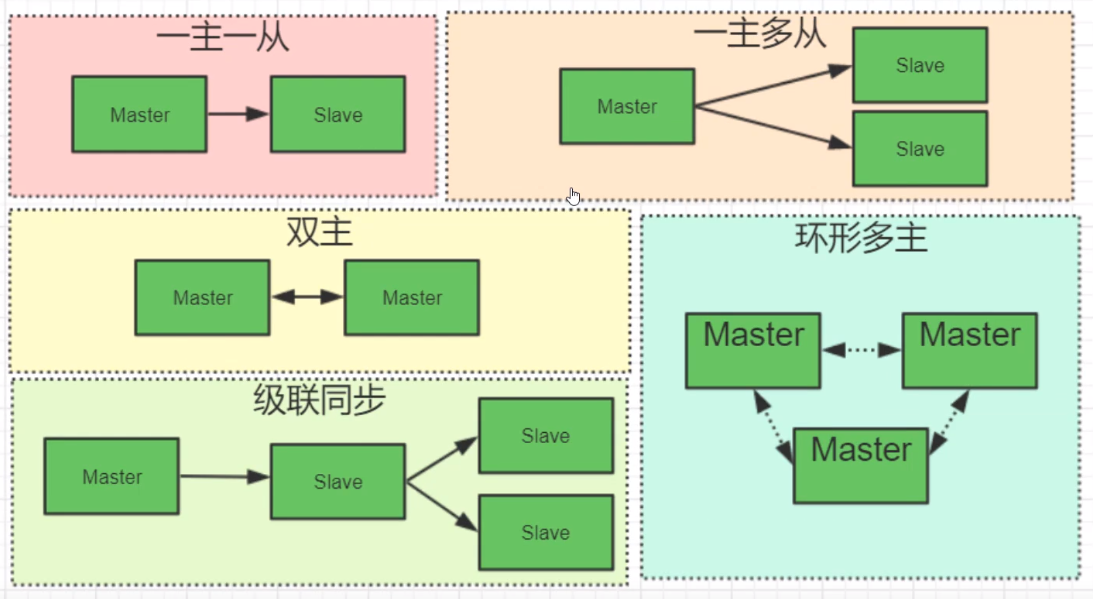 一主一从
Master
Slave
一主多从
Master
Slave
Slave
双主
Master
Master
环形多主
Master
Master
Master
级联同步
Master
Slave
Slave
Slave